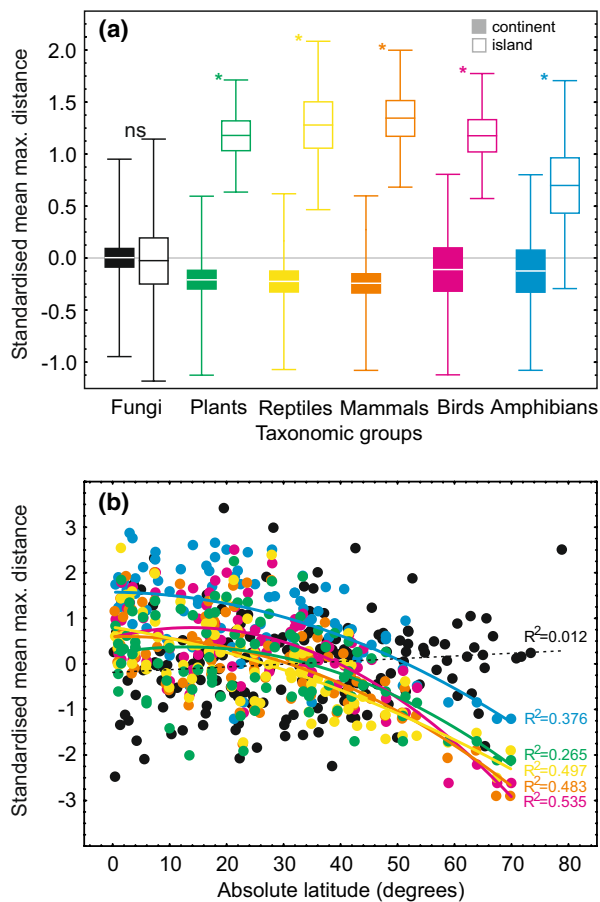 (a)
continent
island
Standardised mean max. distance
2.0
1.5
1.0
0.5
0.0
-0.5
-1.0
ns
*
*
*
*
*
Fungi Plants Reptiles Mammals Birds Amphibians
Taxonomic groups
(b)
Standardised mean max. distance
3
2
1
0
-1
-2
-3
R²=0.012
R²=0.376
R²=0.265
R²=0.497
R²=0.483
R²=0.535
0 10 20 30 40 50 60 70 80
Absolute latitude (degrees)